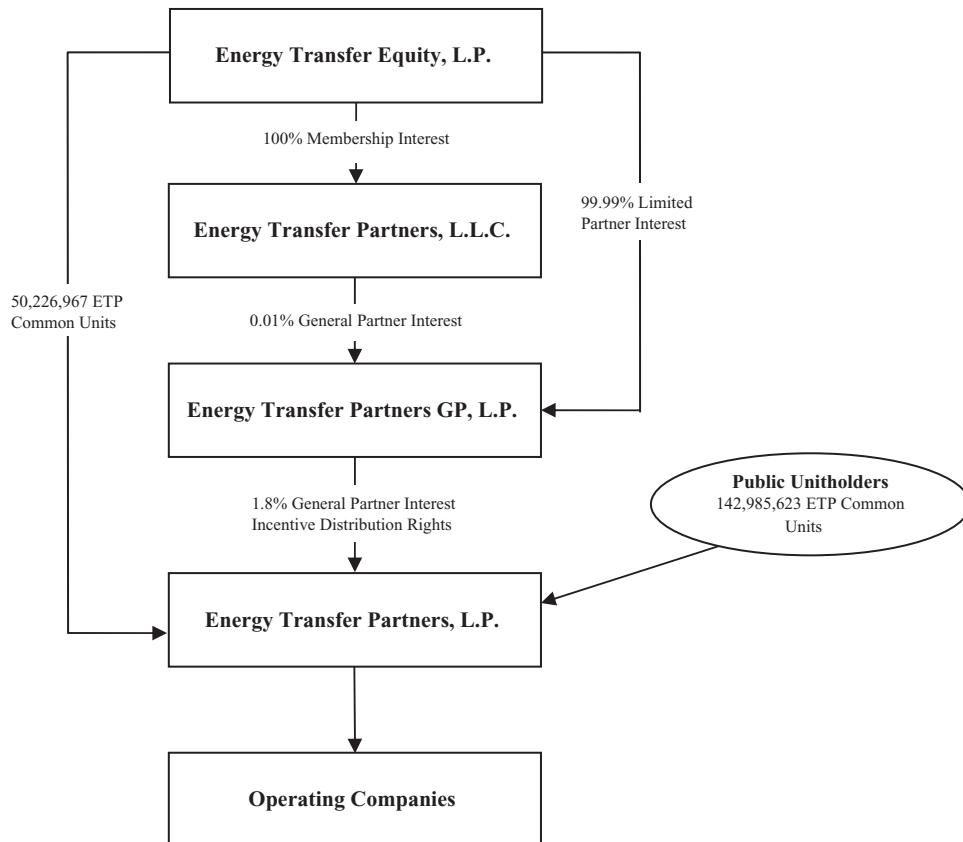 Energy Transfer Equity, L.P.
100% Membership Interest
Energy Transfer Partners, L.L.C.
99.99% Limited
Partner Interest
50,226,967 ETP
Common Units
0.01% General Partner Interest
Energy Transfer Partners GP, L.P.
Public Unitholders
142,985,623 ETP Common
Units
1.8% General Partner Interest
Incentive Distribution Rights
Energy Transfer Partners, L.P.
Operating Companies